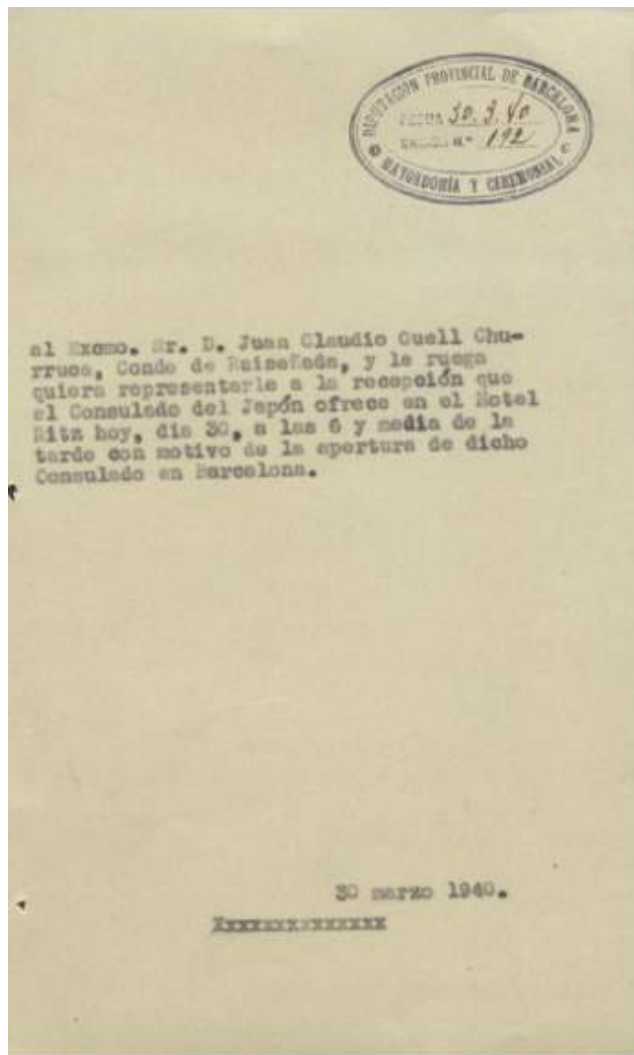 DIPUTACION PROVINCIAL DE BARCELONA
FECHA 30.3.40
Nº 192
MAYORDOMÍA Y CEREMONIAL
al Excmo. Sr. D. Juan Claudio Guell Chu-
rruca, Conde de Ruiseñada, y le ruega
quiera representarle a la recepción que
el Consulado del Japón ofrece en el Hotel
Ritz hoy, día 30, a las 6 y media de la
tarde con motivo de la apertura de dicho
Consulado en Barcelona.
30 marzo 1940.
Xxxxxxxxxxxxxxx